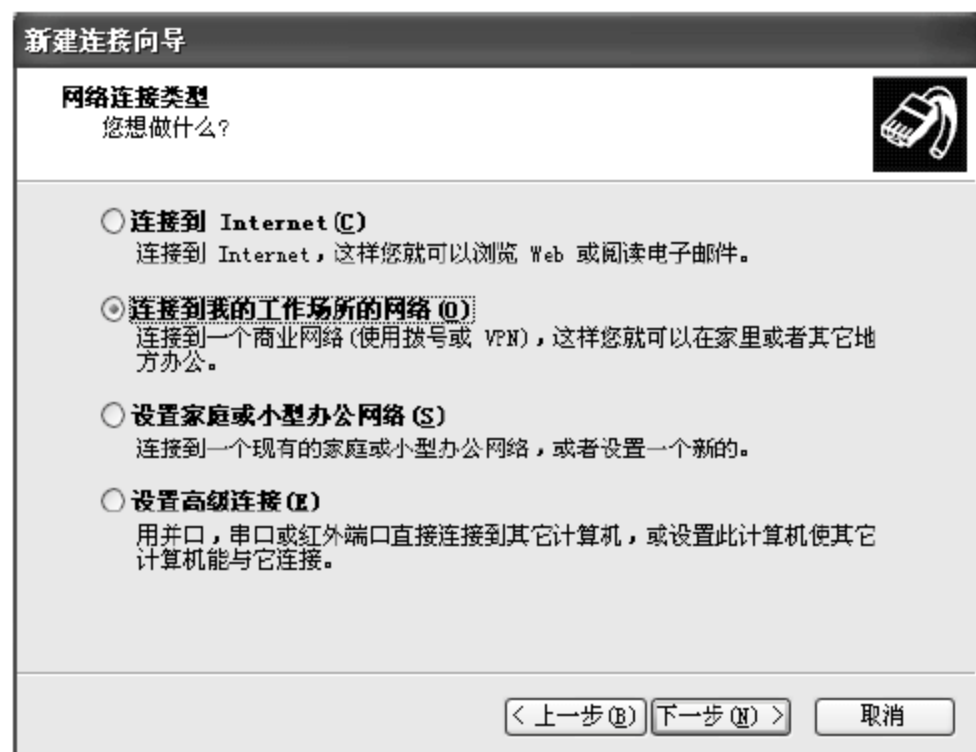 新建连接向导
网络连接类型
您想做什么?
连接到 Internet(C)
连接到 Internet,这样您就可以浏览 Web 或阅读电子邮件。
连接到我的工作场所的网络(O)
连接到一个商业网络(使用拨号或 VPN),这样您就可以在家里或者其它地
方办公。
设置家庭或小型办公网络(S)
连接到一个现有的家庭或小型办公网络,或者设置一个新的。
设置高级连接(E)
用并口,串口或红外端口直接连接到其它计算机,或设置此计算机使其它
计算机能与它连接。
< 上一步(B) 下一步(N) > 取消